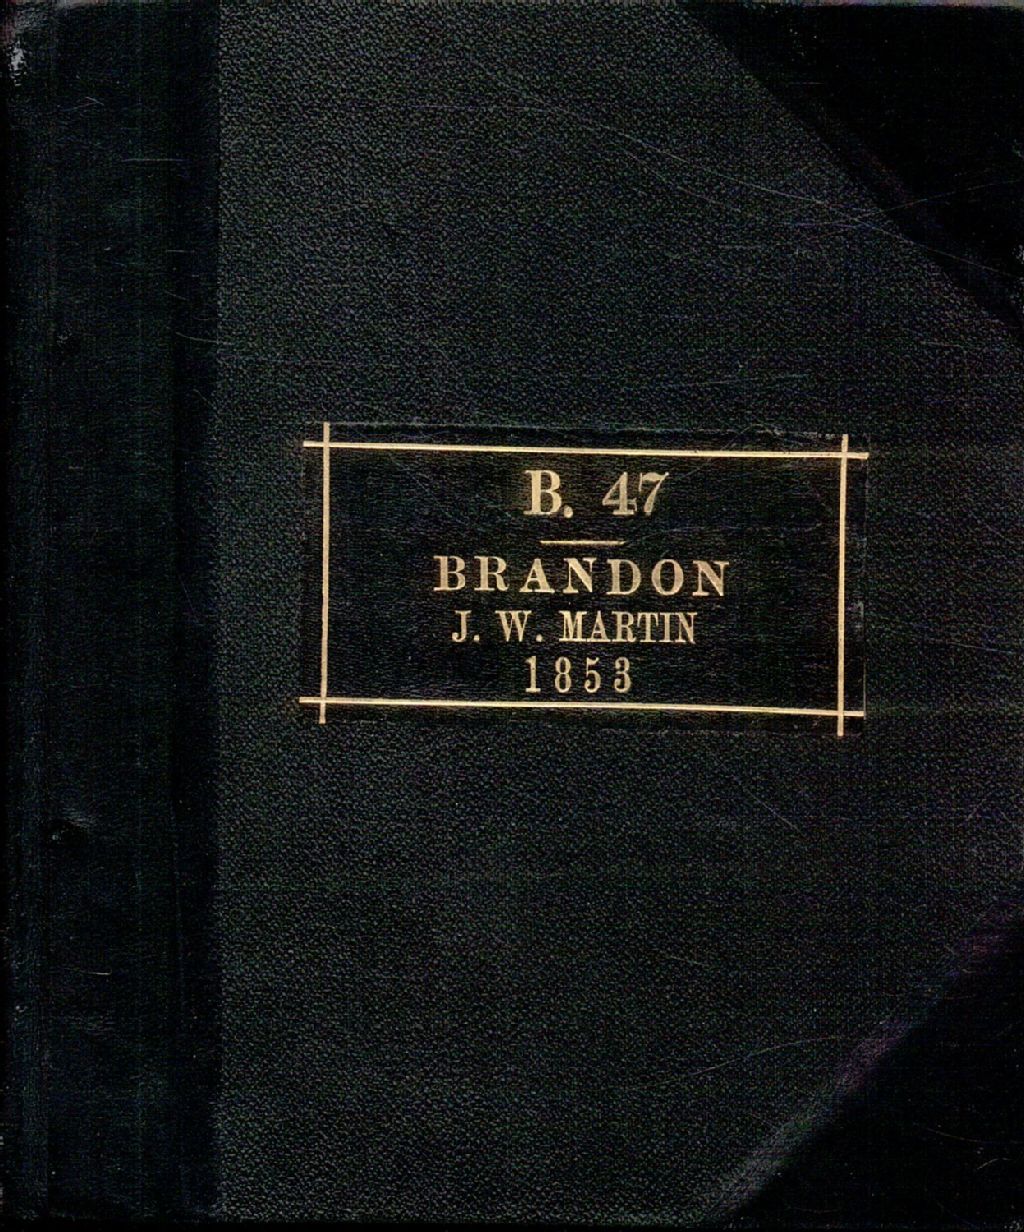 B. 47
BRANDON
J. W. MARTIN
1853